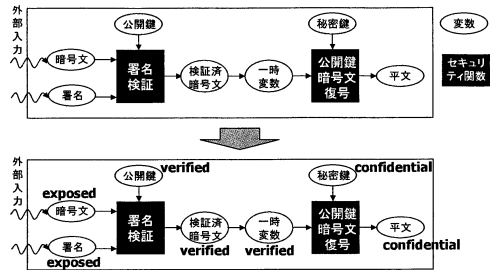 外部入力
公開鍵
秘密鍵
変数
暗号文
署名
署名検証
検証済暗号文
一時変数
公開鍵暗号文復号
平文
セキュリティ関数
外部入力
公開鍵
verified
秘密鍵
confidential
exposed
暗号文
署名
exposed
署名検証
検証済暗号文
verified
一時変数
verified
公開鍵暗号文復号
平文
confidential